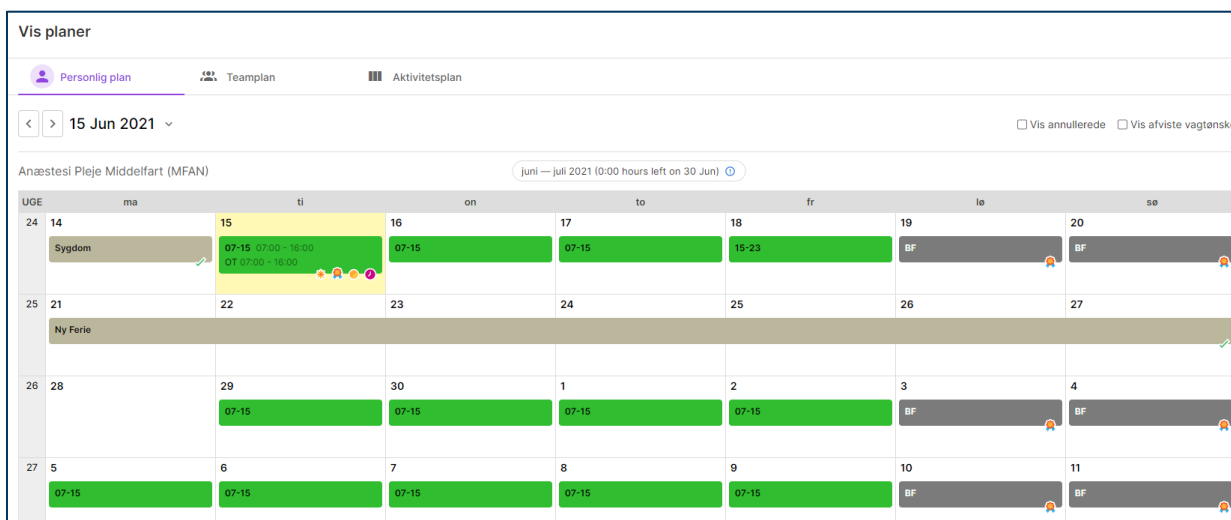 Vis planer
Personlig plan Teamplan Aktivitetsplan
15 Jun 2021 Vis annullerede Vis afviste vagtønske
Anæstesi Pleje Middelfart (MFAN) juni — juli 2021 (0:00 hours left on 30 Jun)
UGE ma ti on to fr lø sø
24 14 15 16 17 18 19 20
Sygdom 07-15 07:00 - 16:00 07-15 07-15 15-23 BF BF
OT 07:00 - 16:00
25 21 22 23 24 25 26 27
Ny Ferie
26 28 29 30 1 2 3 4
07-15 07-15 07-15 07-15 BF BF
27 5 6 7 8 9 10 11
07-15 07-15 07-15 07-15 07-15 BF BF